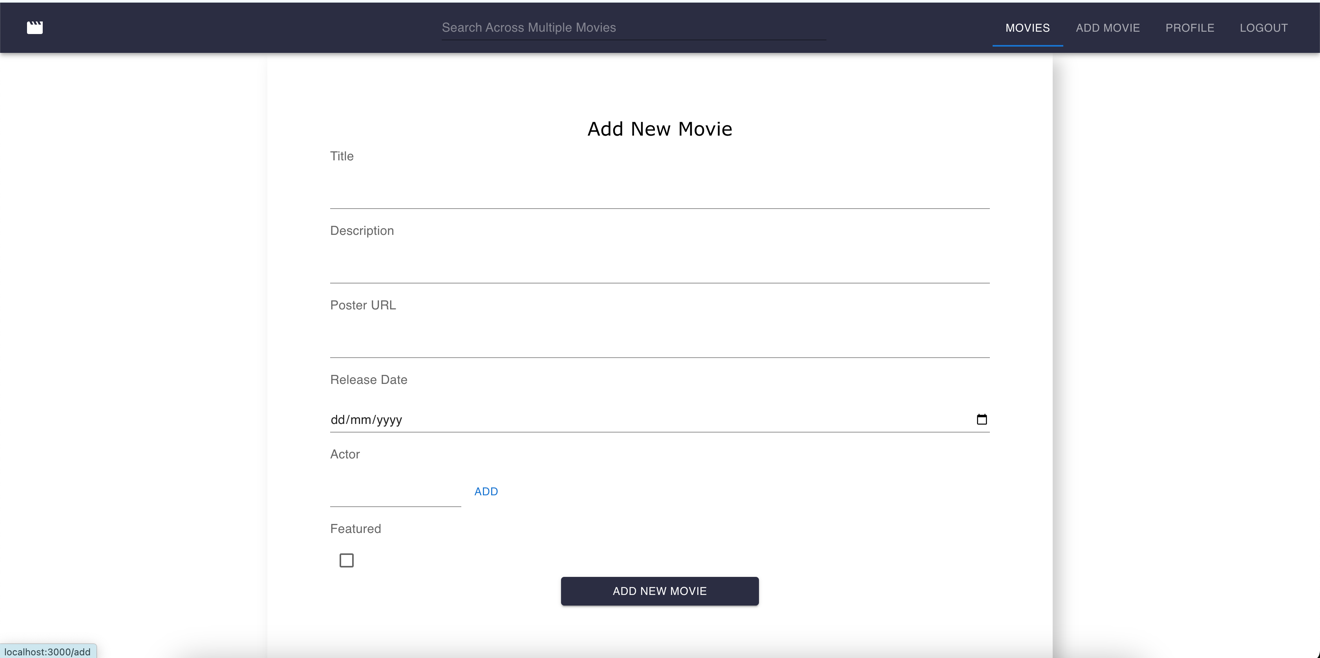 Search Across Multiple Movies
MOVIES ADD MOVIE PROFILE LOGOUT
Add New Movie
Title
Description
Poster URL
Release Date
dd/mm/yyyy
Actor
ADD
Featured
ADD NEW MOVIE
localhost:3000/add